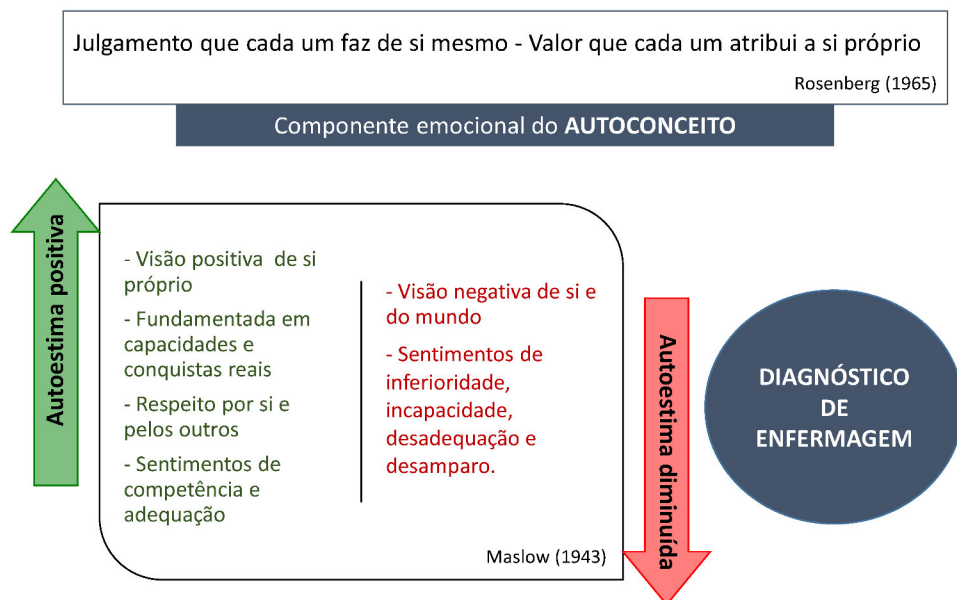 Julgamento que cada um faz de si mesmo - Valor que cada um atribui a si próprio
Rosenberg (1965)
Componente emocional do AUTOCONCEITO
Autoestima positiva
- Visão positiva de si
próprio
- Fundamentada em
capacidades e
conquistas reais
- Respeito por si e
pelos outros
- Sentimentos de
competência e
adequação
- Visão negativa de si e
do mundo
- Sentimentos de
inferioridade,
incapacidade,
desadequação e
desamparo.
Maslow (1943)
Autoestima diminuída
DIAGNÓSTICO
DE
ENFERMAGEM